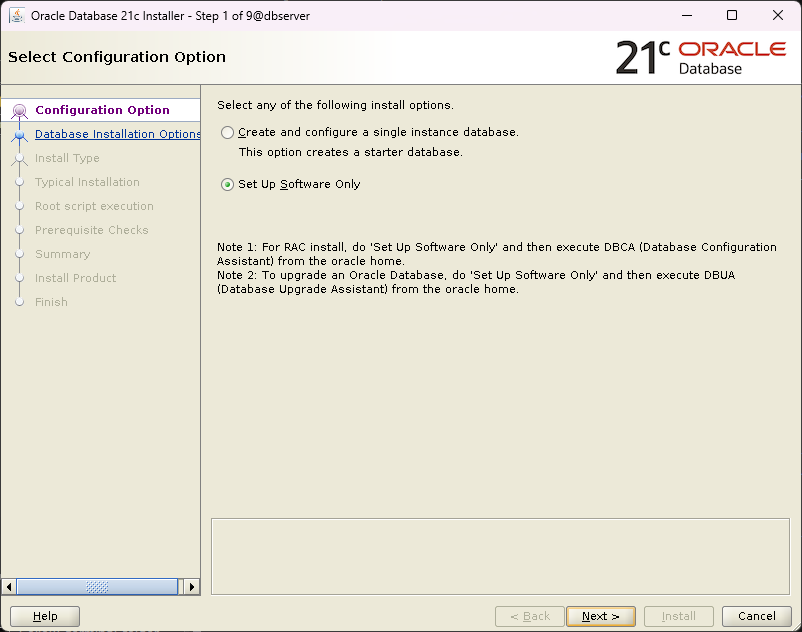 Oracle Database 21c Installer - Step 1 of 9@dbserver
Select Configuration Option
21c ORACLE
Database
Configuration Option
Database Installation Options
Install Type
Typical Installation
Root script execution
Prerequisite Checks
Summary
Install Product
Finish
Select any of the following install options.
Create and configure a single instance database.
This option creates a starter database.
Set Up Software Only
Note 1: For RAC install, do 'Set Up Software Only' and then execute DBCA (Database Configuration
Assistant) from the oracle home.
Note 2: To upgrade an Oracle Database, do 'Set Up Software Only' and then execute DBUA
(Database Upgrade Assistant) from the oracle home.
Help
< Back
Next >
Install
Cancel